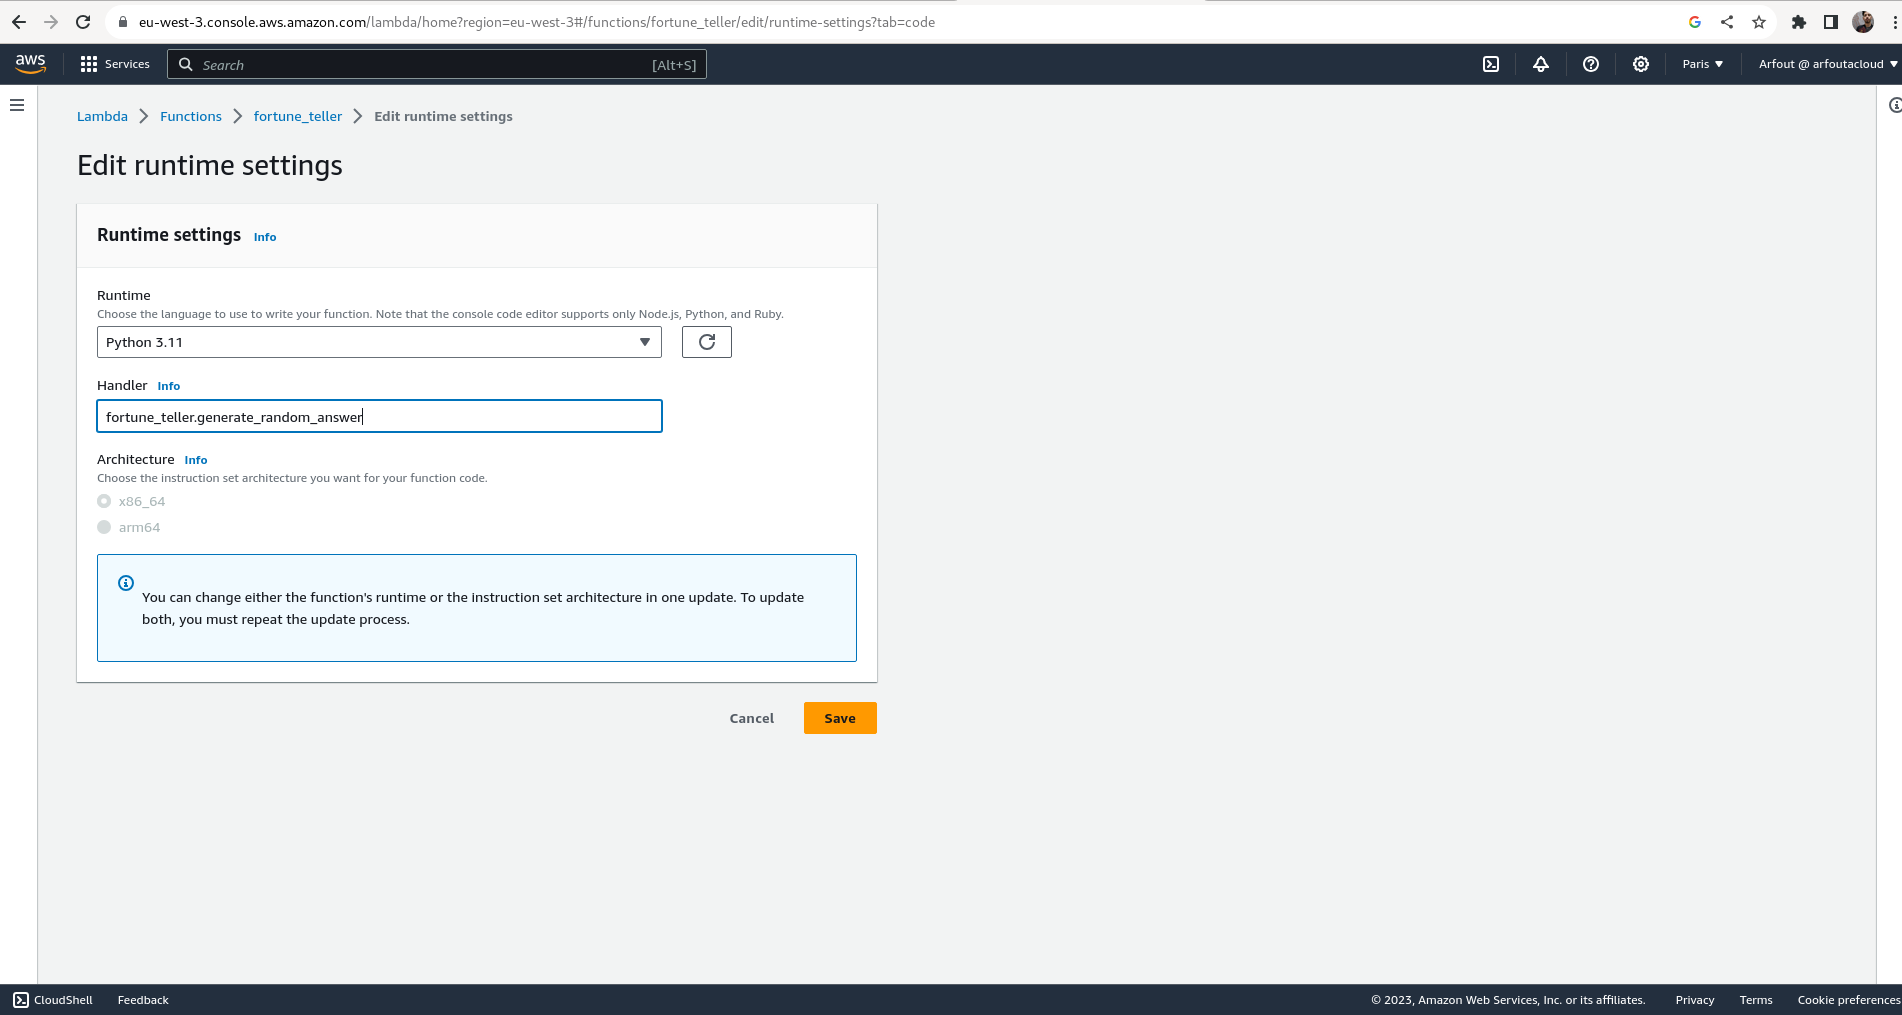 eu-west-3.console.aws.amazon.com/lambda/home?region=eu-west-3#/functions/fortune_teller/edit/runtime-settings?tab=code
aws Services Search [Alt+S] Paris Arfout @ arfoutacloud
Lambda Functions fortune_teller Edit runtime settings
Edit runtime settings
Runtime settings Info
Runtime
Choose the language to use to write your function. Note that the console code editor supports only Node.js, Python, and Ruby.
Python 3.11
Handler Info
fortune_teller.generate_random_answer
Architecture Info
Choose the instruction set architecture you want for your function code.
x86_64
arm64
You can change either the function's runtime or the instruction set architecture in one update. To update
both, you must repeat the update process.
Cancel Save
CloudShell Feedback © 2023, Amazon Web Services, Inc. or its affiliates. Privacy Terms Cookie preferences